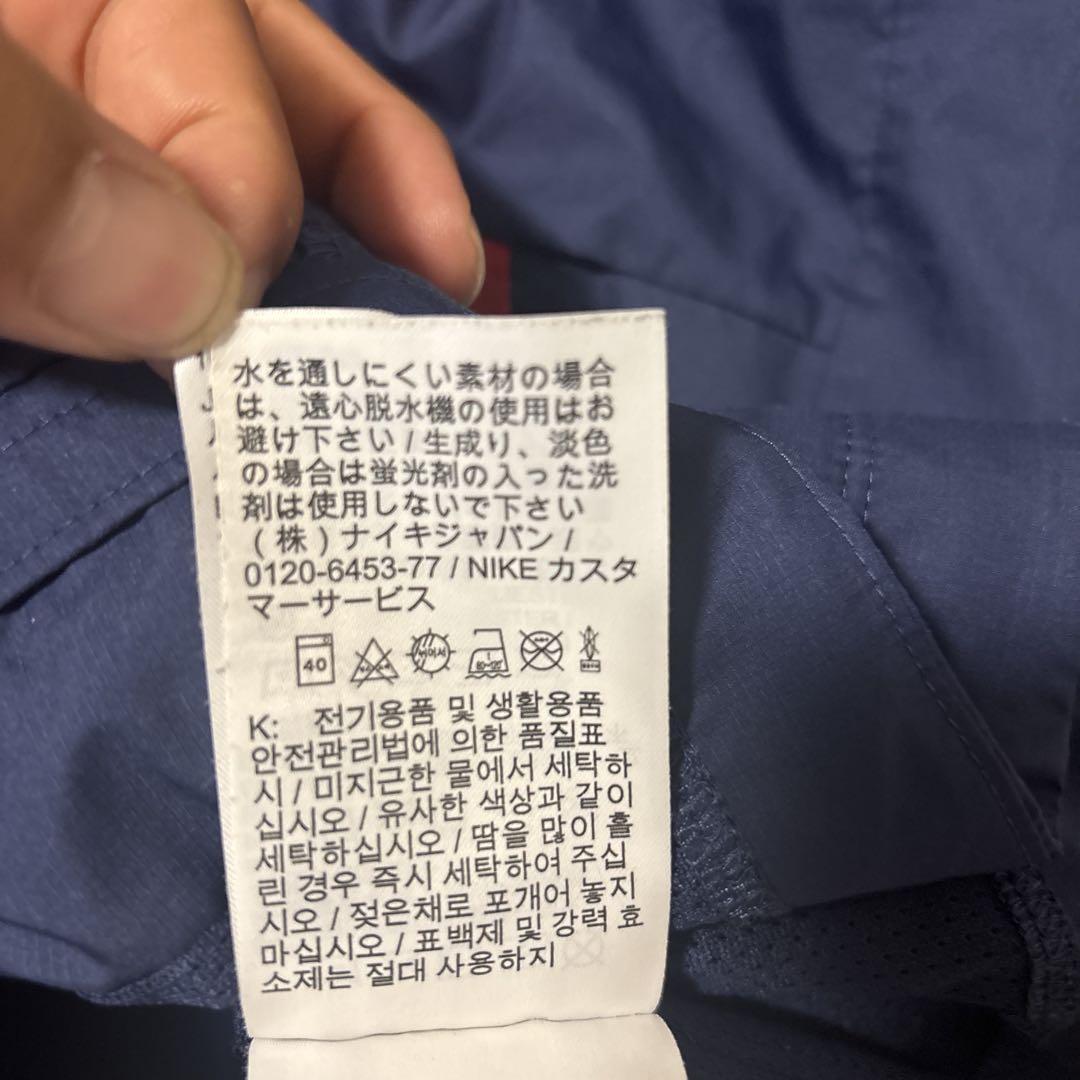 水を通しにくい素材の場合
は、遠心脱水機の使用はお
避け下さい / 生成り、淡色
の場合は蛍光剤の入った洗
剤は使用しないで下さい
(株)ナイキジャパン /
0120-6453-77 / NIKE カスタ
マーサービス
40
80~120
K: 전기용품 및 생활용품
안전관리법에 의한 품질표
시 / 미지근한 물에서 세탁하
십시오 / 유사한 색상과 같이
세탁하십시오 / 땀을 많이 흘
린 경우 즉시 세탁하여 주십
시오 / 젖은채로 포개어 놓지
마십시오 / 표백제 및 강력 효
소제는 절대 사용하지